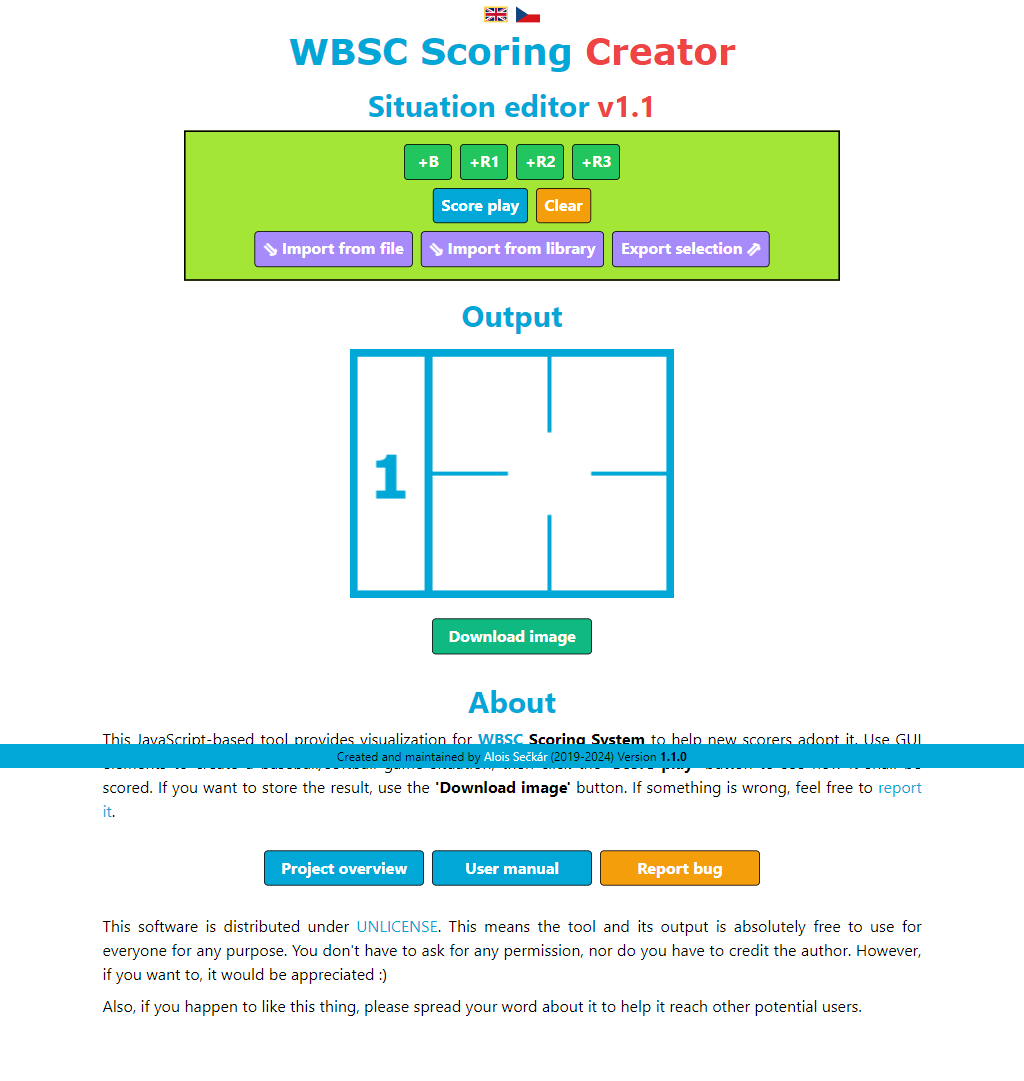 WBSC Scoring Creator
Situation editor v1.1
+B +R1 +R2 +R3
Score play Clear
⇘ Import from file ⇘ Import from library Export selection ⇗
Output
1
Download image
About
This JavaScript-based tool provides visualization for WBSC Scoring System to help new scorers adopt it. Use GUI
Created and maintained by Alois Sečkár (2019-2024) Version 1.1.0
scored. If you want to store the result, use the 'Download image' button. If something is wrong, feel free to report
it.
Project overview User manual Report bug
This software is distributed under UNLICENSE. This means the tool and its output is absolutely free to use for
everyone for any purpose. You don't have to ask for any permission, nor do you have to credit the author. However,
if you want to, it would be appreciated :)
Also, if you happen to like this thing, please spread your word about it to help it reach other potential users.